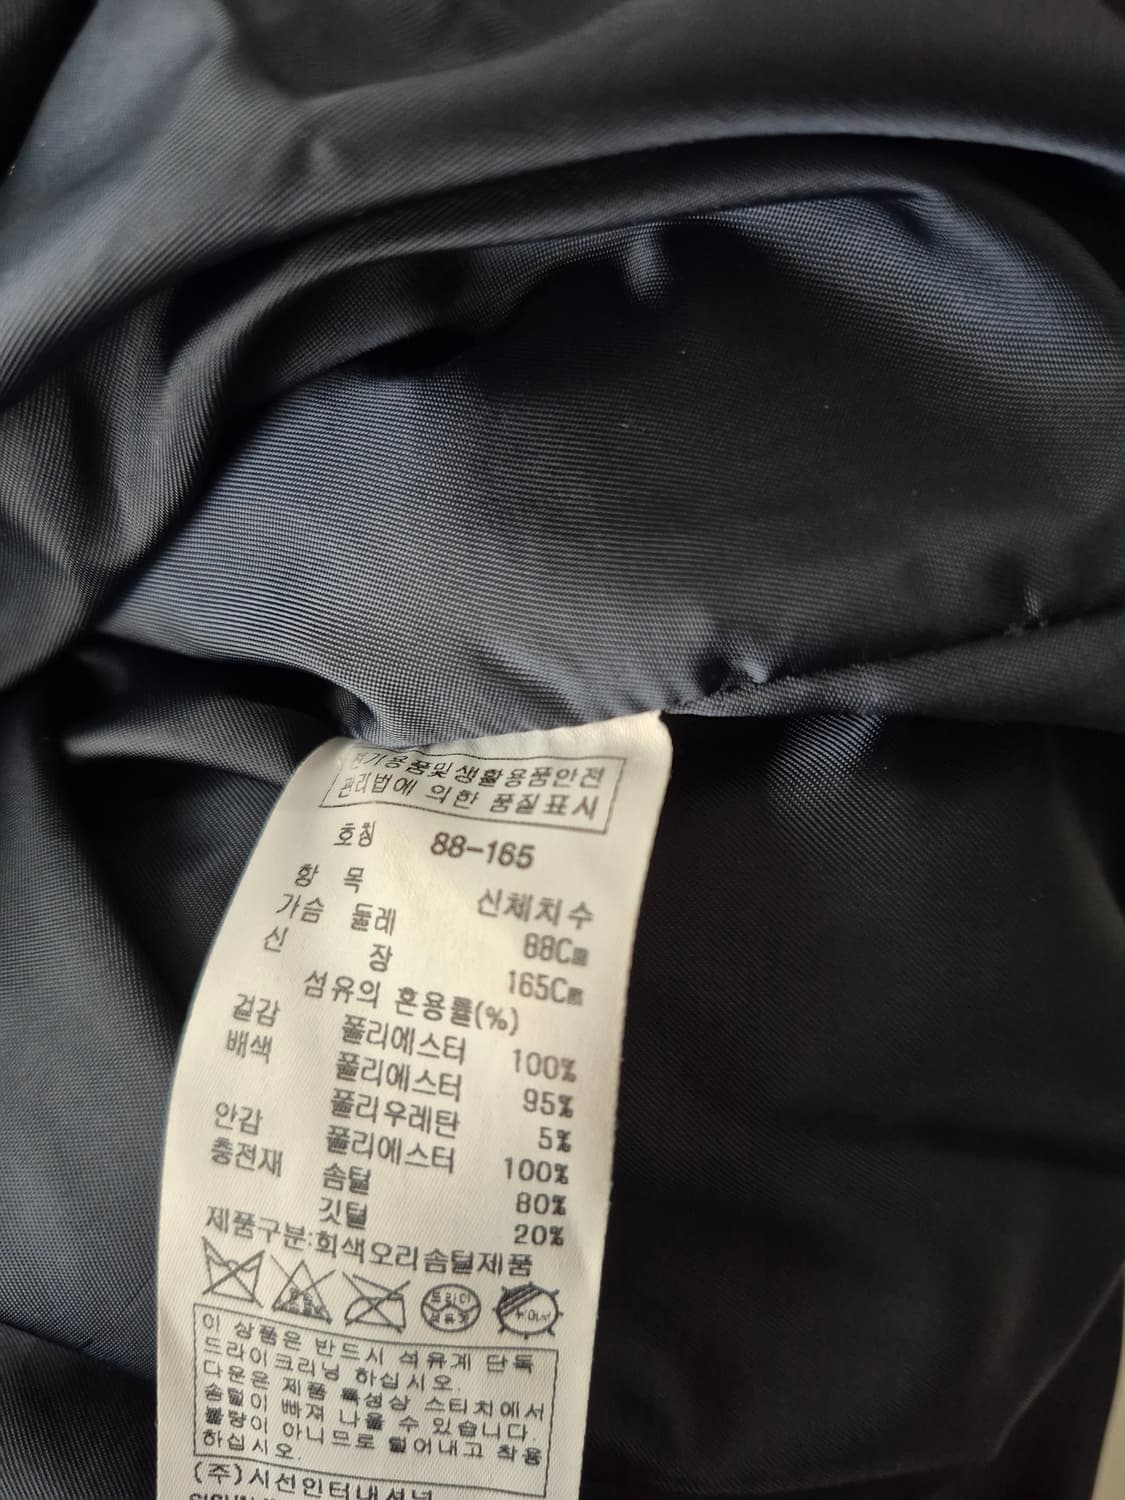 전기용품및생활용품안전
관리법에 의한 품질표시
호칭 88-165
항 목 신체치수
가슴 둘레 88Cm
신 장 165Cm
섬유의 혼용률(%)
겉감 폴리에스터 100%
배색 폴리에스터 95%
폴리우레탄 5%
안감 폴리에스터 100%
충전재 솜털 80%
깃털 20%
제품구분:회색오리솜털제품
드라이
석유계
이 상품은 반드시 석유계 단독
드라이크리닝 하십시오.
다운은 제품 특성상 스티치에서
솜털이 빠져 나올 수 있습니다.
불량이 아니므로 털어내고 착용
하십시오.
(주)시선인터내셔널